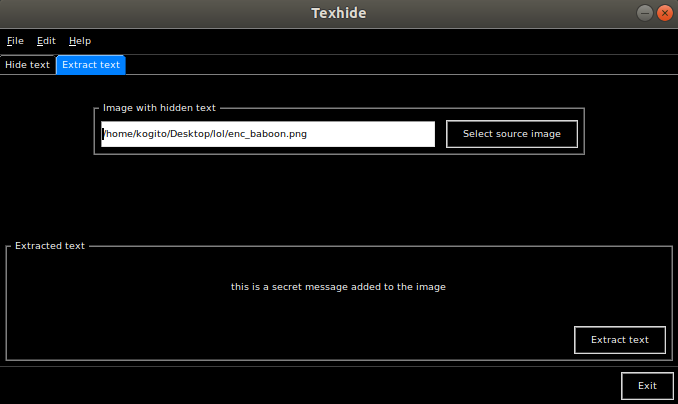 Texhide
File Edit Help
Hide text Extract text
Image with hidden text
/home/kogito/Desktop/lol/enc_baboon.png Select source image
Extracted text
this is a secret message added to the image
Extract text
Exit